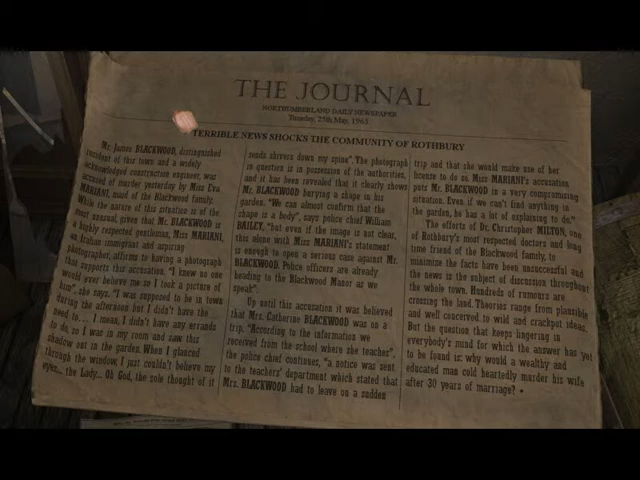 THE JOURNAL
NORTHUMBERLAND DAILY NEWSPAPER
Tuesday, 25th May, 1963
TERRIBLE NEWS SHOCKS THE COMMUNITY OF ROTHBURY
Mr. James BLACKWOOD, distinguished
resident of this town and a widely
acknowledged construction engineer, was
accused of murder yesterday by Miss Eva
MARIANI, maid of the Blackwood family.
While the nature of this situation is of the
most unusual, given that Mr. BLACKWOOD is
a highly respected gentleman, Miss MARIANI,
an Italian immigrant and aspiring
photographer, affirms to having a photograph
that supports this accusation. "I knew no one
would ever believe me so I took a picture of
him", she says. "I was supposed to be in town
during the afternoon but I didn't have the
need to... I mean, I didn't have any errands
to do, so I was in my room and saw this
shadow out in the garden. When I glanced
through the window, I just couldn't believe my
eyes... the Lady... Oh God, the sole thought of it
sends shivers down my spine". The photograph
in question is in possession of the authorities,
and it has been revealed that it clearly shows
Mr. BLACKWOOD burying a shape in his
garden. "We can almost confirm that the
shape is a body", says police chief William
BAILEY, "but even if the image is not clear,
this along with Miss MARIANI's statement
is enough to open a serious case against Mr.
BLACKWOOD. Police officers are already
heading to the Blackwood Manor as we
speak".
Up until this accusation it was believed
that Mrs. Catherine BLACKWOOD was on a
trip. "According to the information we
received from the school where she teaches",
the police chief continues, "a notice was sent
to the teachers' department which stated that
Mrs. BLACKWOOD had to leave on a sudden
trip and that she would make use of her
licence to do so. Miss MARIANI's accusation
puts Mr. BLACKWOOD in a very compromising
situation. Even if we can't find anything in
the garden, he has a lot of explaining to do."
The efforts of Dr. Christopher MILTON, one
of Rothbury's most respected doctors and long
time friend of the Blackwood family, to
minimize the facts have been unsuccessful and
the news is the subject of discussion throughout
the whole town. Hundreds of rumours are
crossing the land. Theories range from plausible
and well conceived to wild and crackpot ideas.
But the question that keeps lingering in
everybody's mind for which the answer has yet
to be found is: why would a wealthy and
educated man cold heartedly murder his wife
after 30 years of marriage? •